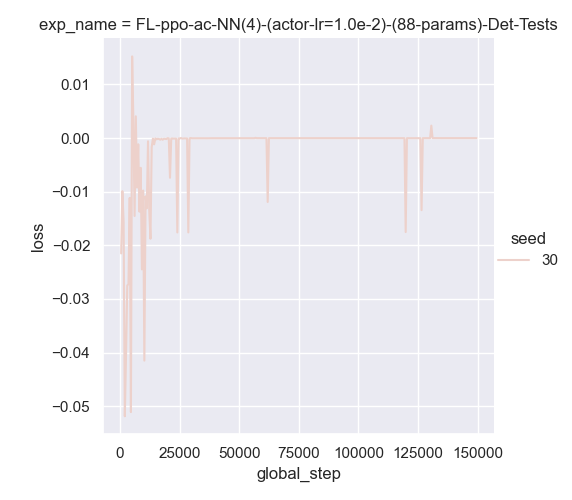 exp_name = FL-ppo-ac-NN(4)-(actor-lr=1.0e-2)-(88-params)-Det-Tests
0.01
0.00
−0.01
−0.02
−0.03
−0.04
−0.05
loss
0 25000 50000 75000 100000 125000 150000
global_step
seed
30